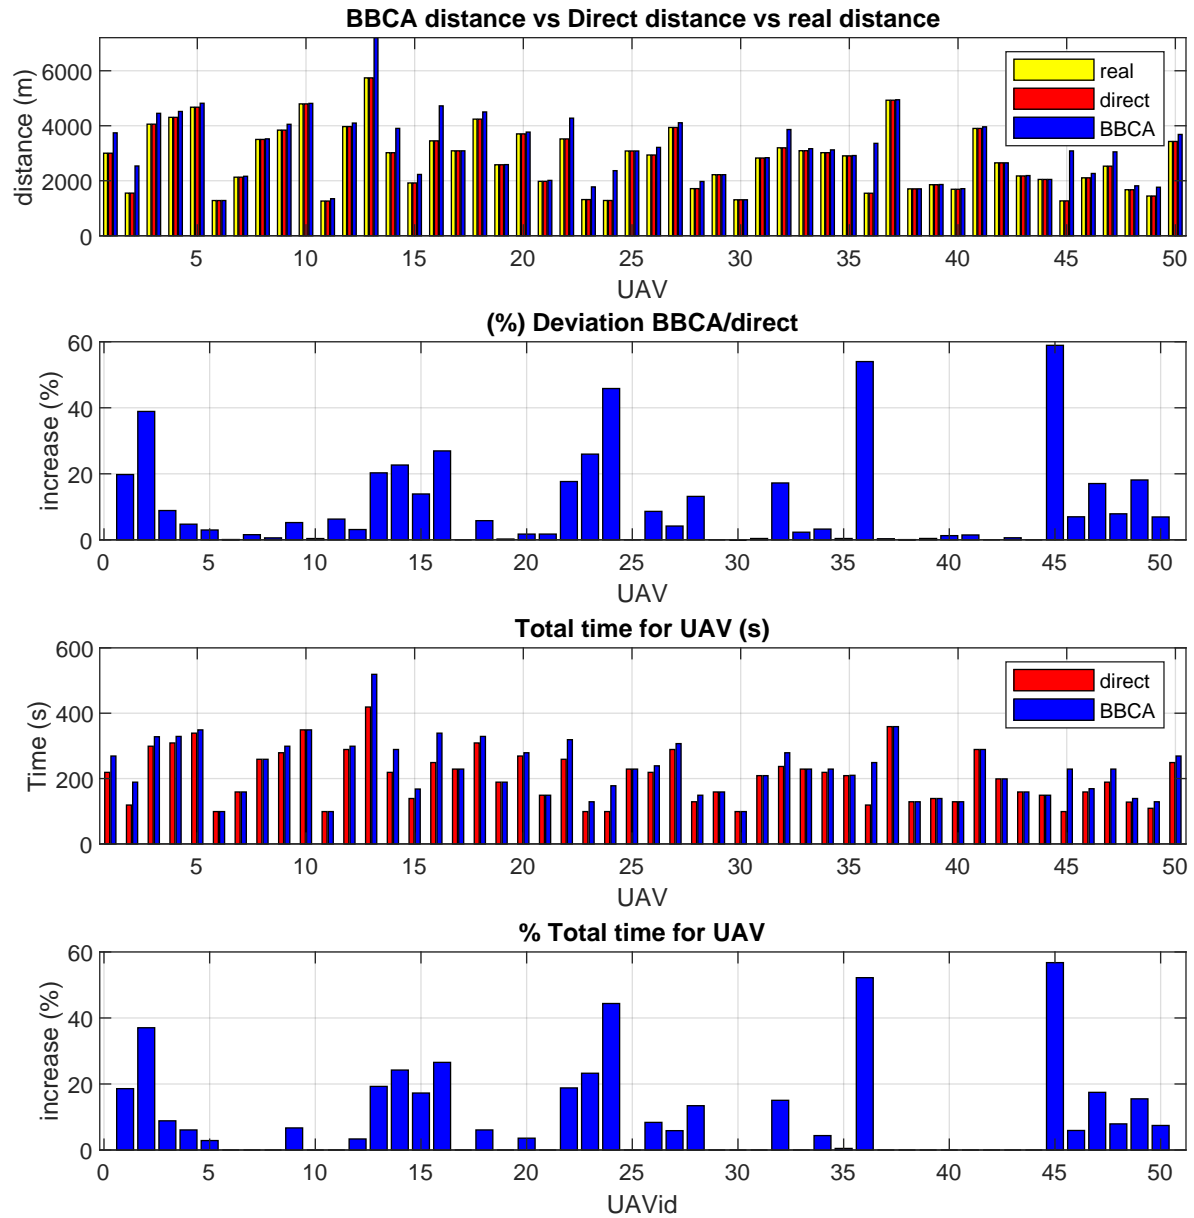 BBCA distance vs Direct distance vs real distance
distance (m)
6000
4000
2000
0
real
direct
BBCA
5 10 15 20 25 30 35 40 45 50
UAV
(%) Deviation BBCA/direct
increase (%)
60
40
20
0
0 5 10 15 20 25 30 35 40 45 50
UAV
Total time for UAV (s)
Time (s)
600
400
200
0
direct
BBCA
5 10 15 20 25 30 35 40 45 50
UAV
% Total time for UAV
increase (%)
60
40
20
0
0 5 10 15 20 25 30 35 40 45 50
UAVid